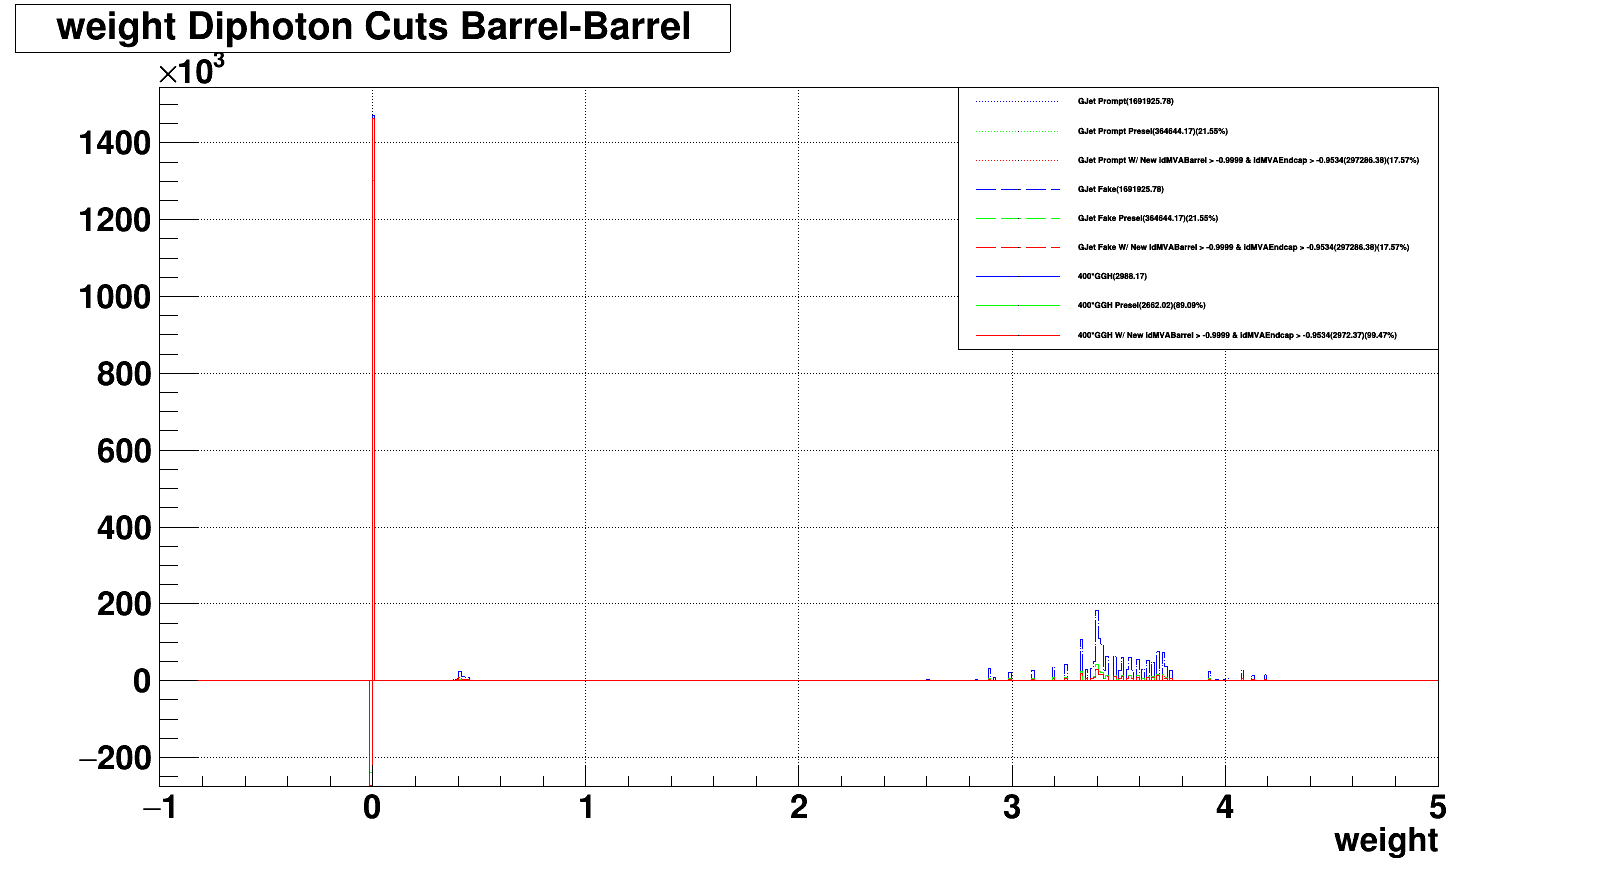 weight Diphoton Cuts Barrel-Barrel
×10³
GJet Prompt(1691925.78)
GJet Prompt Presel(364644.17)(21.55%)
GJet Prompt W/ New idMVABarrel > -0.9999 & idMVAEndcap > -0.9534(297286.38)(17.57%)
GJet Fake(1691925.78)
GJet Fake Presel(364644.17)(21.55%)
GJet Fake W/ New idMVABarrel > -0.9999 & idMVAEndcap > -0.9534(297286.38)(17.57%)
400*GGH(2988.17)
400*GGH Presel(2662.02)(89.09%)
400*GGH W/ New idMVABarrel > -0.9999 & idMVAEndcap > -0.9534(2972.37)(99.47%)
1400
1200
1000
800
600
400
200
0
−200
−1 0 1 2 3 4 5
weight